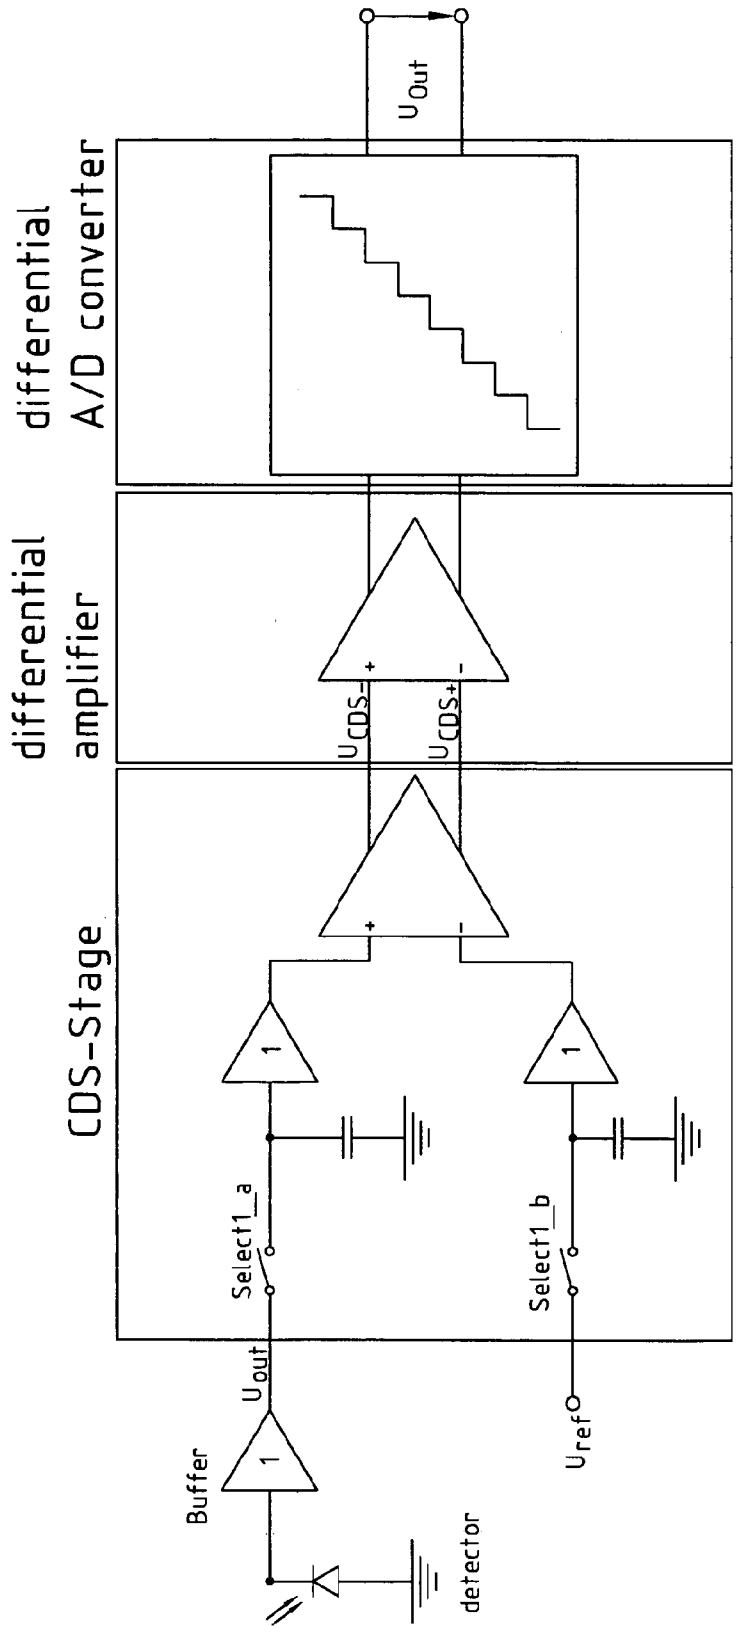 differential
A/D converter
differential
amplifier
CDS-Stage
U_Out
U_CDS-
U_CDS+
+
-
+
-
1
1
Select1_a
Select1_b
U_out
U_ref
Buffer
1
detector